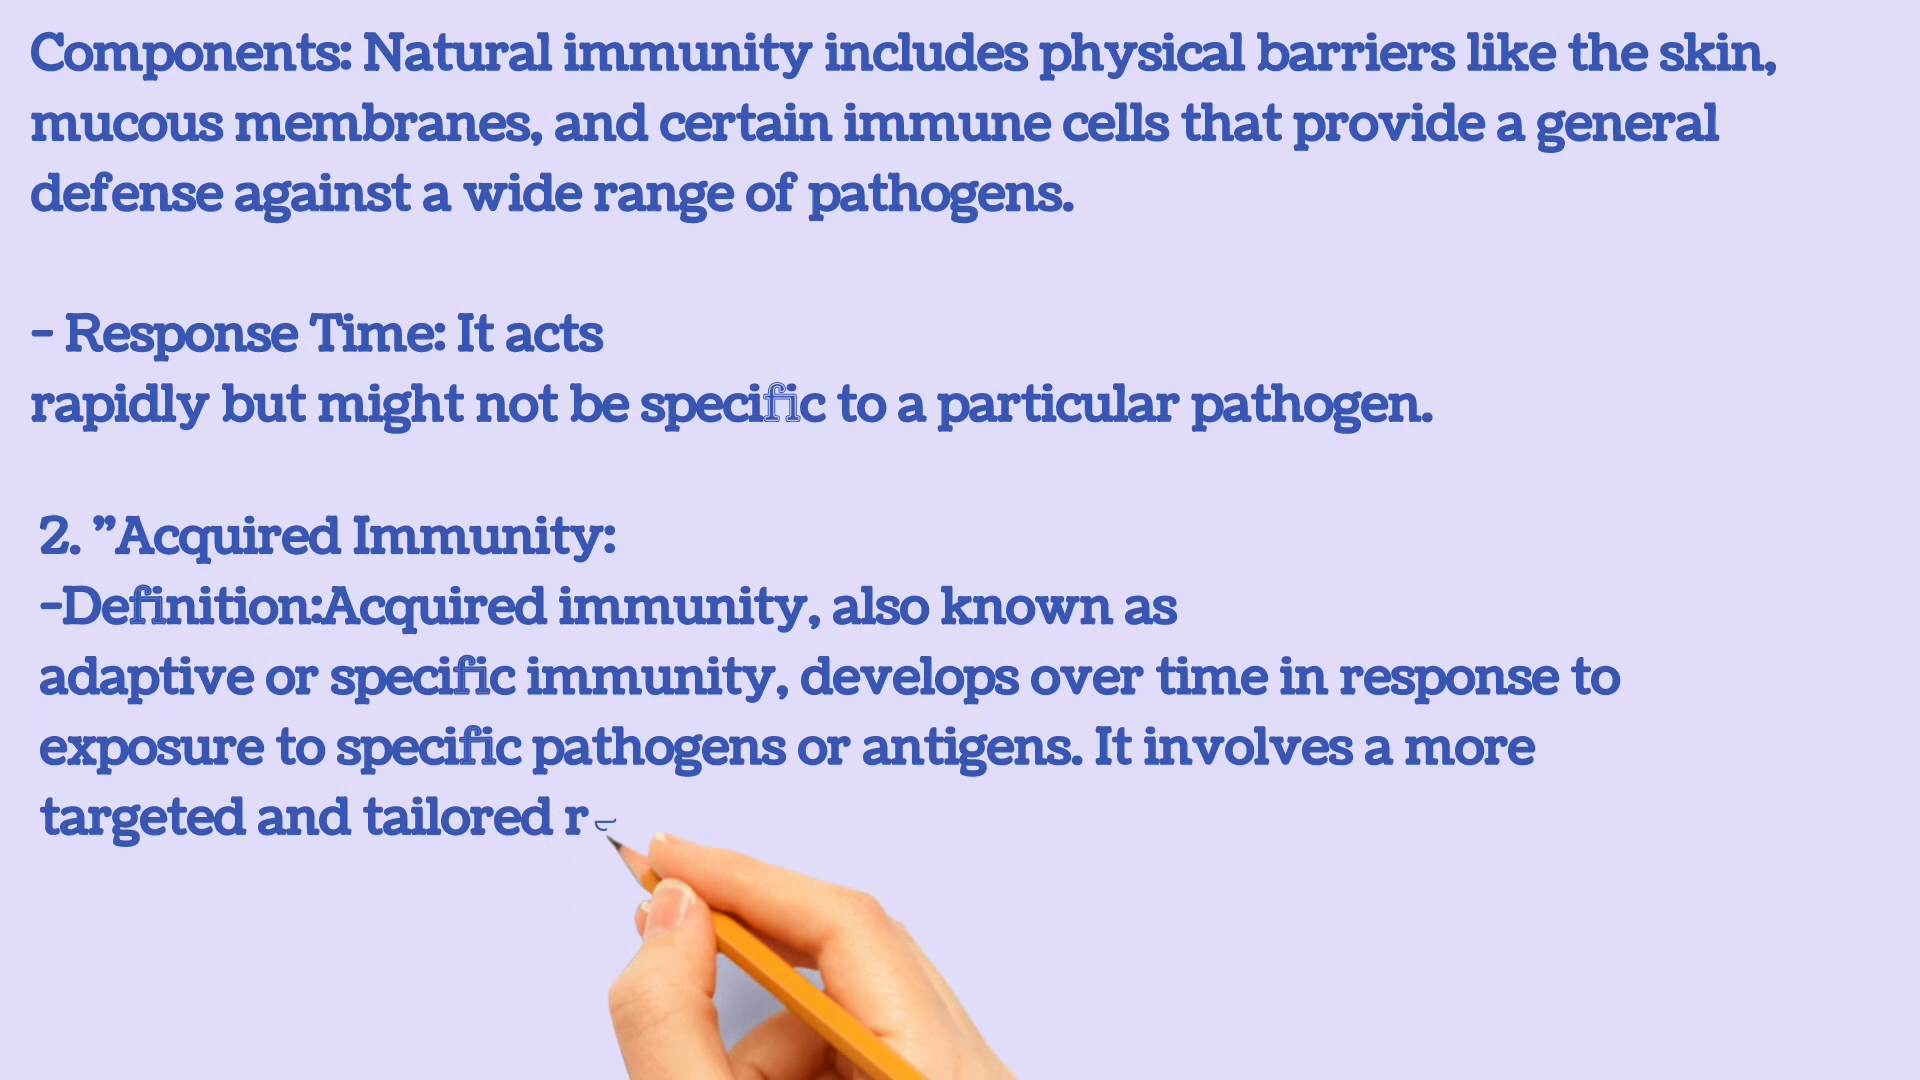 Components: Natural immunity includes physical barriers like the skin,
mucous membranes, and certain immune cells that provide a general
defense against a wide range of pathogens.
- Response Time: It acts
rapidly but might not be specific to a particular pathogen.
2. ”Acquired Immunity:
-Definition:Acquired immunity, also known as
adaptive or specific immunity, develops over time in response to
exposure to specific pathogens or antigens. It involves a more
targeted and tailored r